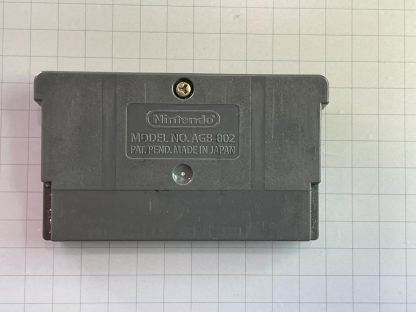 Nintendo
MODEL NO. AGB-002
PAT. PEND. MADE IN JAPAN